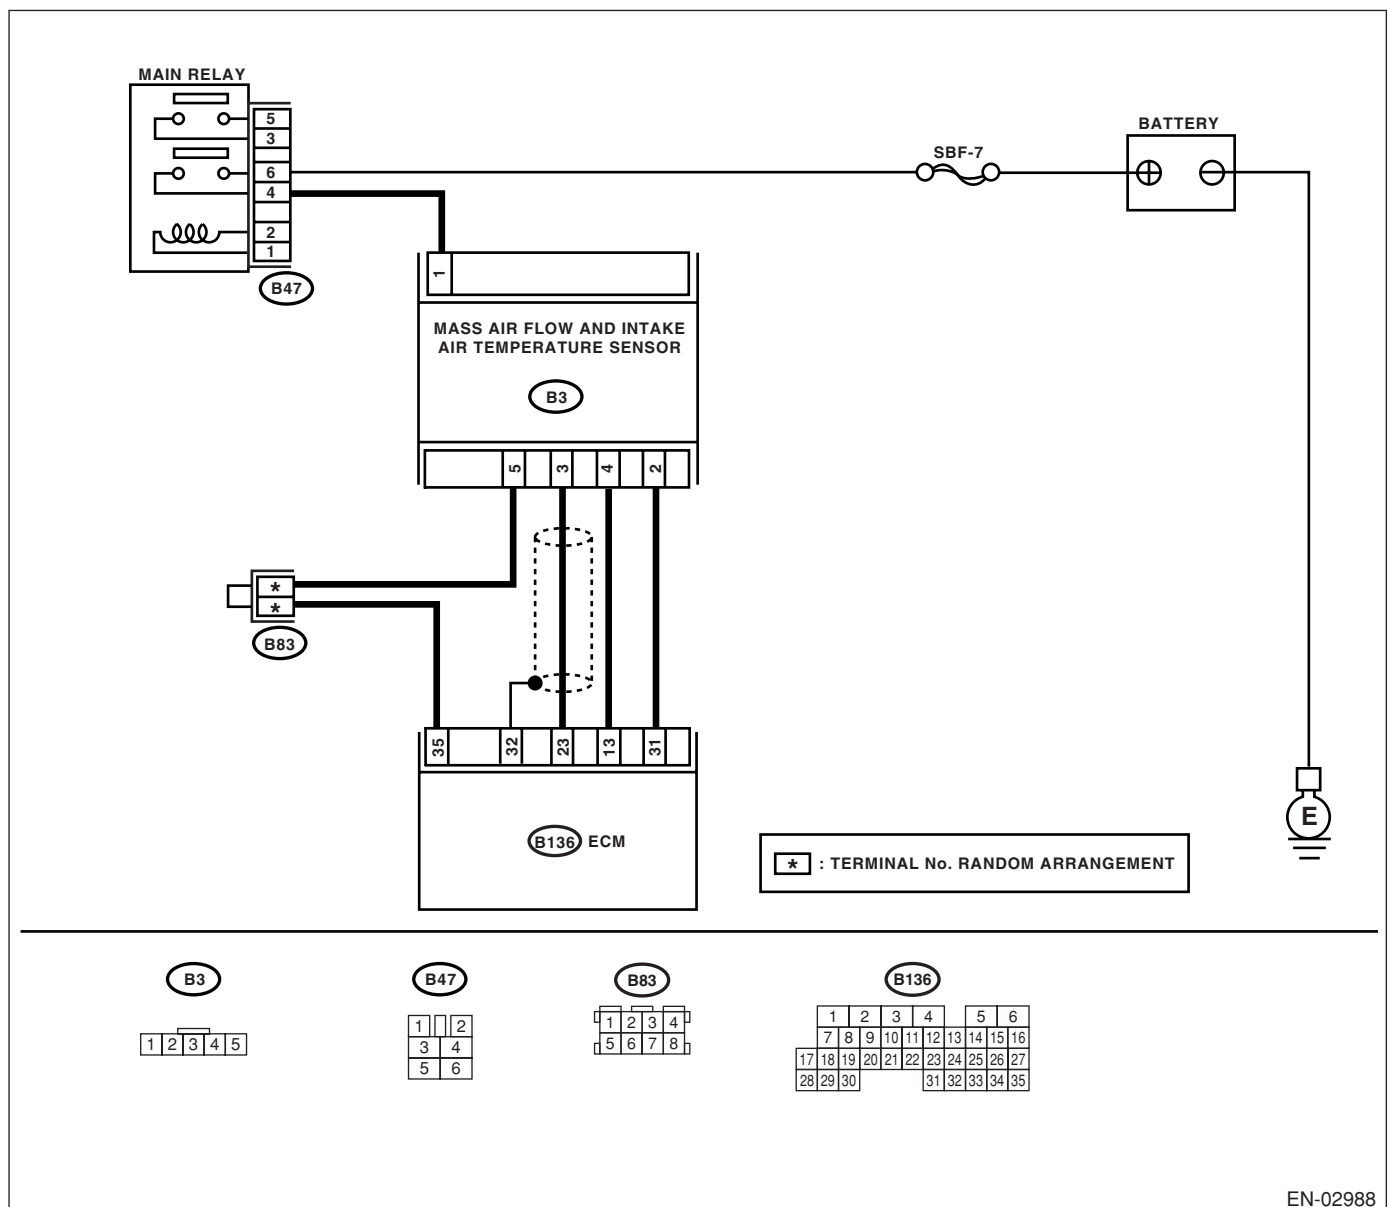 MAIN RELAY
5
3
6
4
2
1
B47
SBF-7
BATTERY
1
MASS AIR FLOW AND INTAKE
AIR TEMPERATURE SENSOR
B3
5 3 4 2
*
*
B83
35 32 23 13 31
B136 ECM
E
* : TERMINAL No. RANDOM ARRANGEMENT
B3
1 2 3 4 5
B47
1 2
3 4
5 6
B83
1 2 3 4
5 6 7 8
B136
1 2 3 4 5 6
7 8 9 10 11 12 13 14 15 16
17 18 19 20 21 22 23 24 25 26 27
28 29 30 31 32 33 34 35
EN-02988